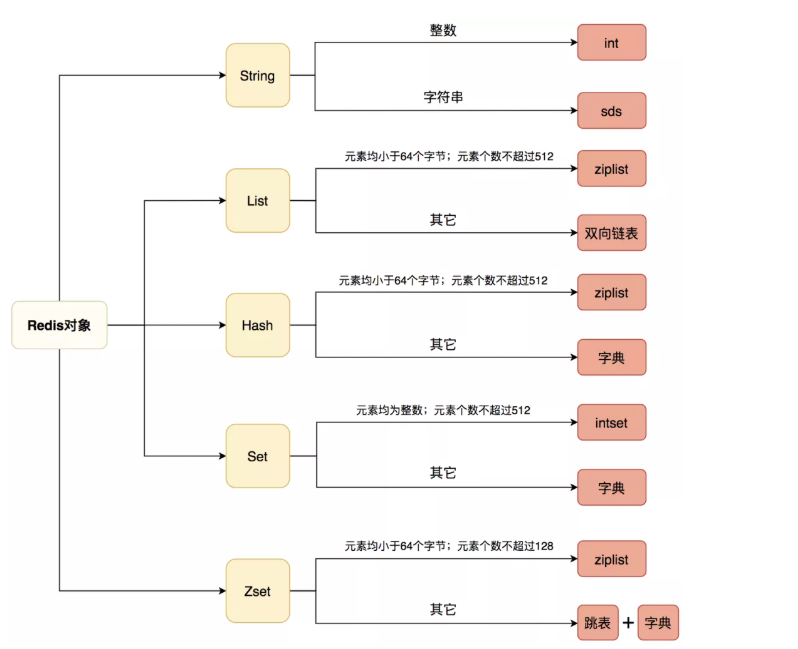 整数
int
String
字符串
sds
元素均小于64个字节；元素个数不超过512
ziplist
List
其它
双向链表
元素均小于64个字节；元素个数不超过512
ziplist
Redis对象
Hash
其它
字典
元素均为整数；元素个数不超过512
intset
Set
其它
字典
元素均小于64个字节；元素个数不超过128
ziplist
Zset
其它
跳表 + 字典